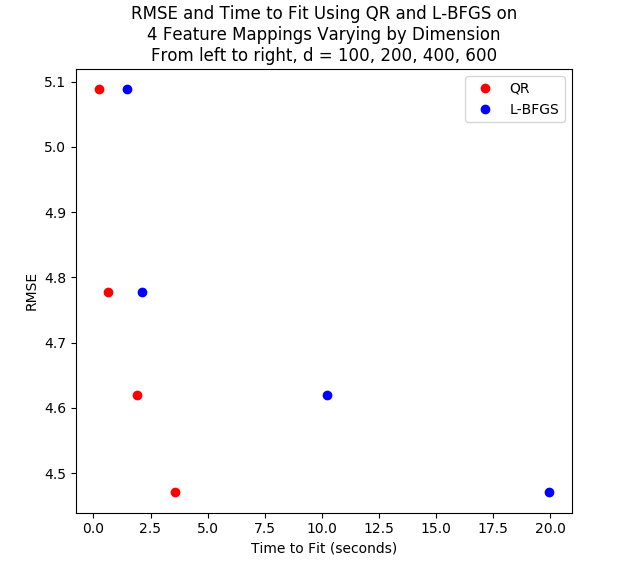 RMSE and Time to Fit Using QR and L-BFGS on
4 Feature Mappings Varying by Dimension
From left to right, d = 100, 200, 400, 600
QR
L-BFGS
5.1
5.0
4.9
4.8
4.7
4.6
4.5
RMSE
0.0 2.5 5.0 7.5 10.0 12.5 15.0 17.5 20.0
Time to Fit (seconds)